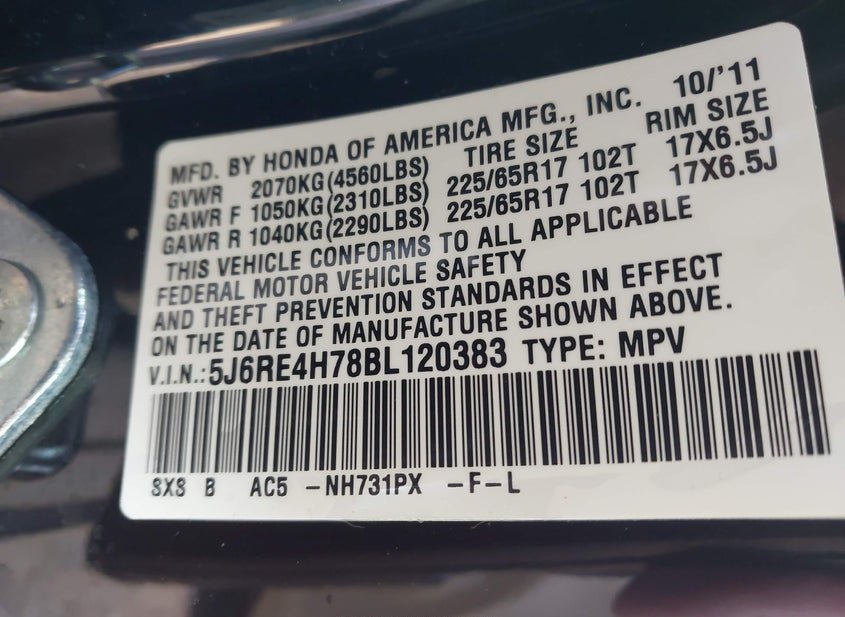 MFD. BY HONDA OF AMERICA MFG., INC. 10/'11
GVWR 2070KG(4560LBS) TIRE SIZE RIM SIZE
GAWR F 1050KG(2310LBS) 225/65R17 102T 17X6.5J
GAWR R 1040KG(2290LBS) 225/65R17 102T 17X6.5J
THIS VEHICLE CONFORMS TO ALL APPLICABLE
FEDERAL MOTOR VEHICLE SAFETY
AND THEFT PREVENTION STANDARDS IN EFFECT
ON THE DATE OF MANUFACTURE SHOWN ABOVE.
V.I.N.:5J6RE4H78BL120383 TYPE: MPV
SXS B AC5 -NH731PX -F-L